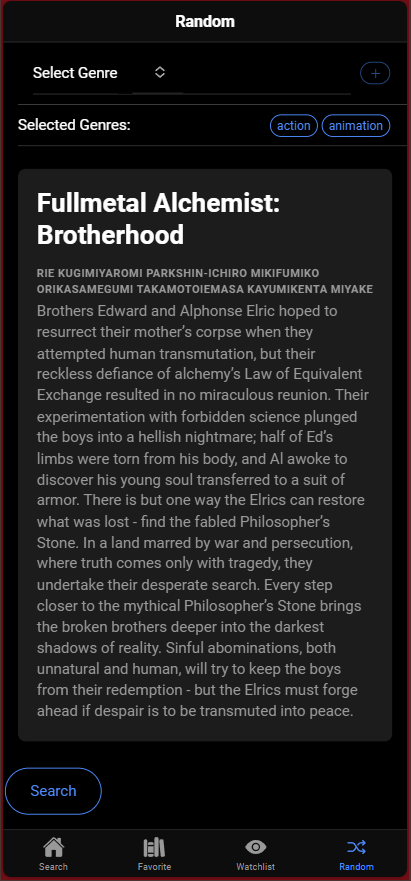 Random
Select Genre
+
Selected Genres:
action animation
Fullmetal Alchemist:
Brotherhood
RIE KUGIMIYAROMI PARKSHIN-ICHIRO MIKIFUMIKO
ORIKASAMEGUMI TAKAMOTOIEMASA KAYUMIKENTA MIYAKE
Brothers Edward and Alphonse Elric hoped to
resurrect their mother’s corpse when they
attempted human transmutation, but their
reckless defiance of alchemy’s Law of Equivalent
Exchange resulted in no miraculous reunion. Their
experimentation with forbidden science plunged
the boys into a hellish nightmare; half of Ed’s
limbs were torn from his body, and Al awoke to
discover his young soul transferred to a suit of
armor. There is but one way the Elrics can restore
what was lost - find the fabled Philosopher’s
Stone. In a land marred by war and persecution,
where truth comes only with tragedy, they
undertake their desperate search. Every step
closer to the mythical Philosopher’s Stone brings
the broken brothers deeper into the darkest
shadows of reality. Sinful abominations, both
unnatural and human, will try to keep the boys
from their redemption - but the Elrics must forge
ahead if despair is to be transmuted into peace.
Search
Search Favorite Watchlist Random